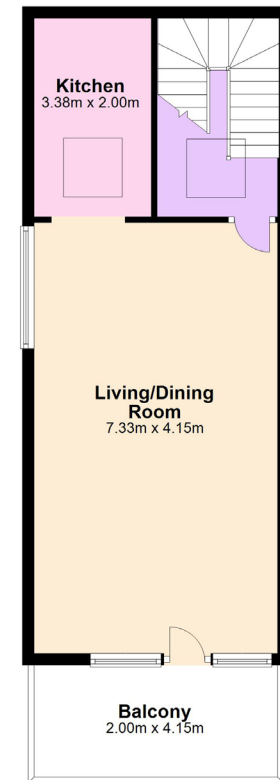 Kitchen
3.38m x 2.00m
Living/Dining
Room
7.33m x 4.15m
Balcony
2.00m x 4.15m